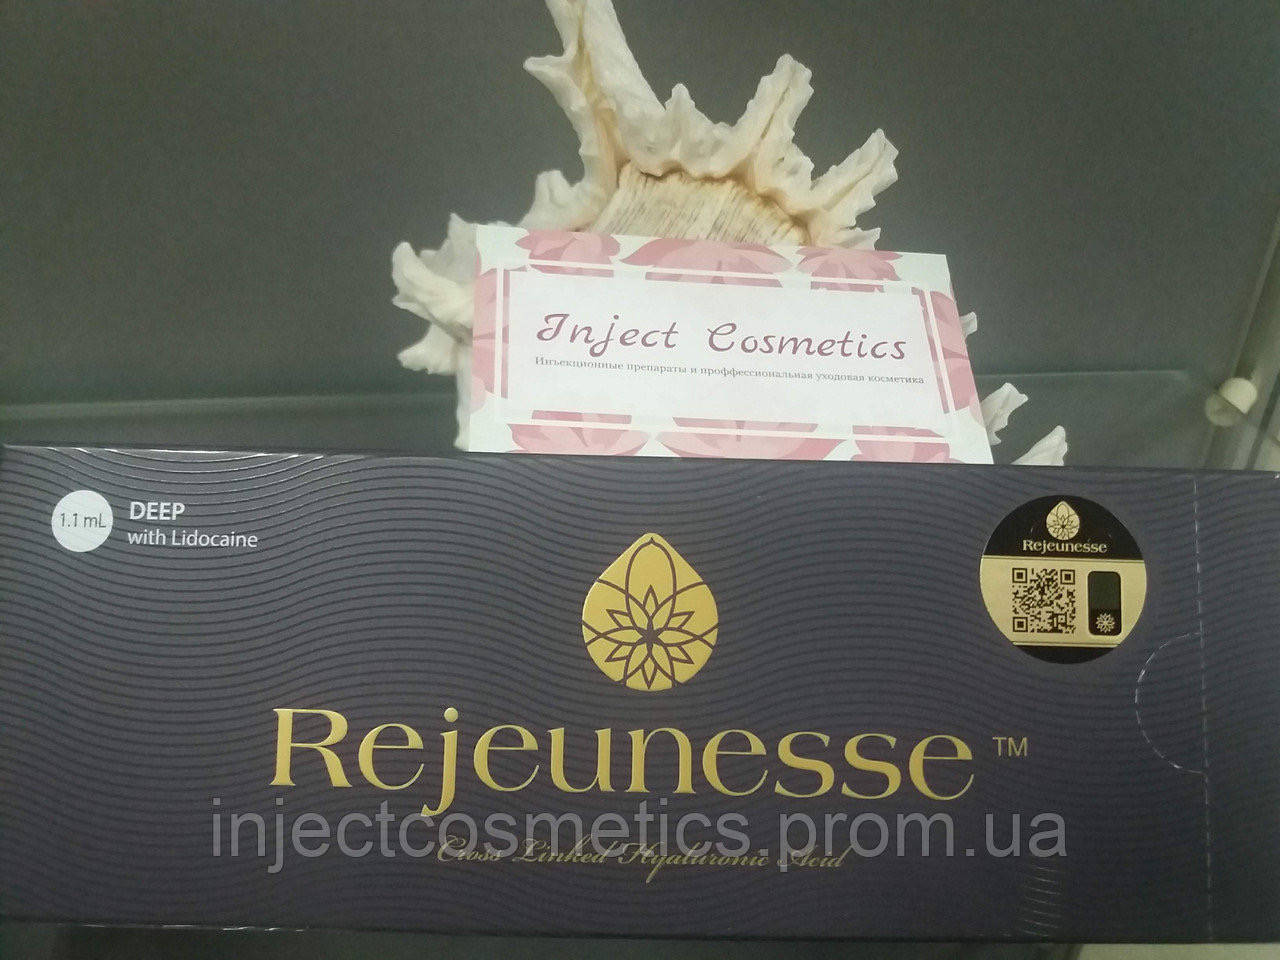 Inject Cosmetics
Инъекционные препараты и проффессиональная уходовая косметика
1.1 mL
DEEP
with Lidocaine
Rejeunesse
Rejeunesse™
injectcosmetics.prom.ua
Cross Linked Hyaluronic Acid